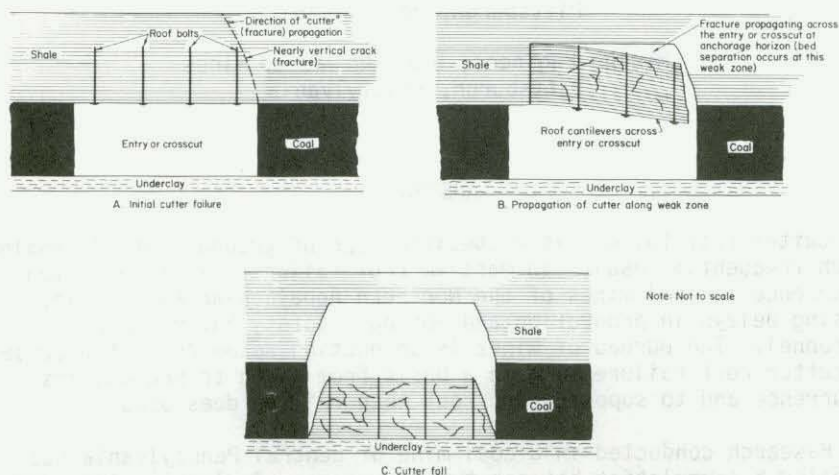 Direction of "cutter"
(fracture) propagation
Roof bolts
Shale
Nearly vertical crack
(fracture)
Entry or crosscut
Coal
Underclay
A. Initial cutter failure
Fracture propagating across
the entry or crosscut at
anchorage horizon (bed
separation occurs at this
weak zone)
Shale
Roof cantilevers across
entry or crosscut
Coal
Underclay
B. Propagation of cutter along weak zone
Note: Not to scale
Shale
Coal
Underclay
C. Cutter fall